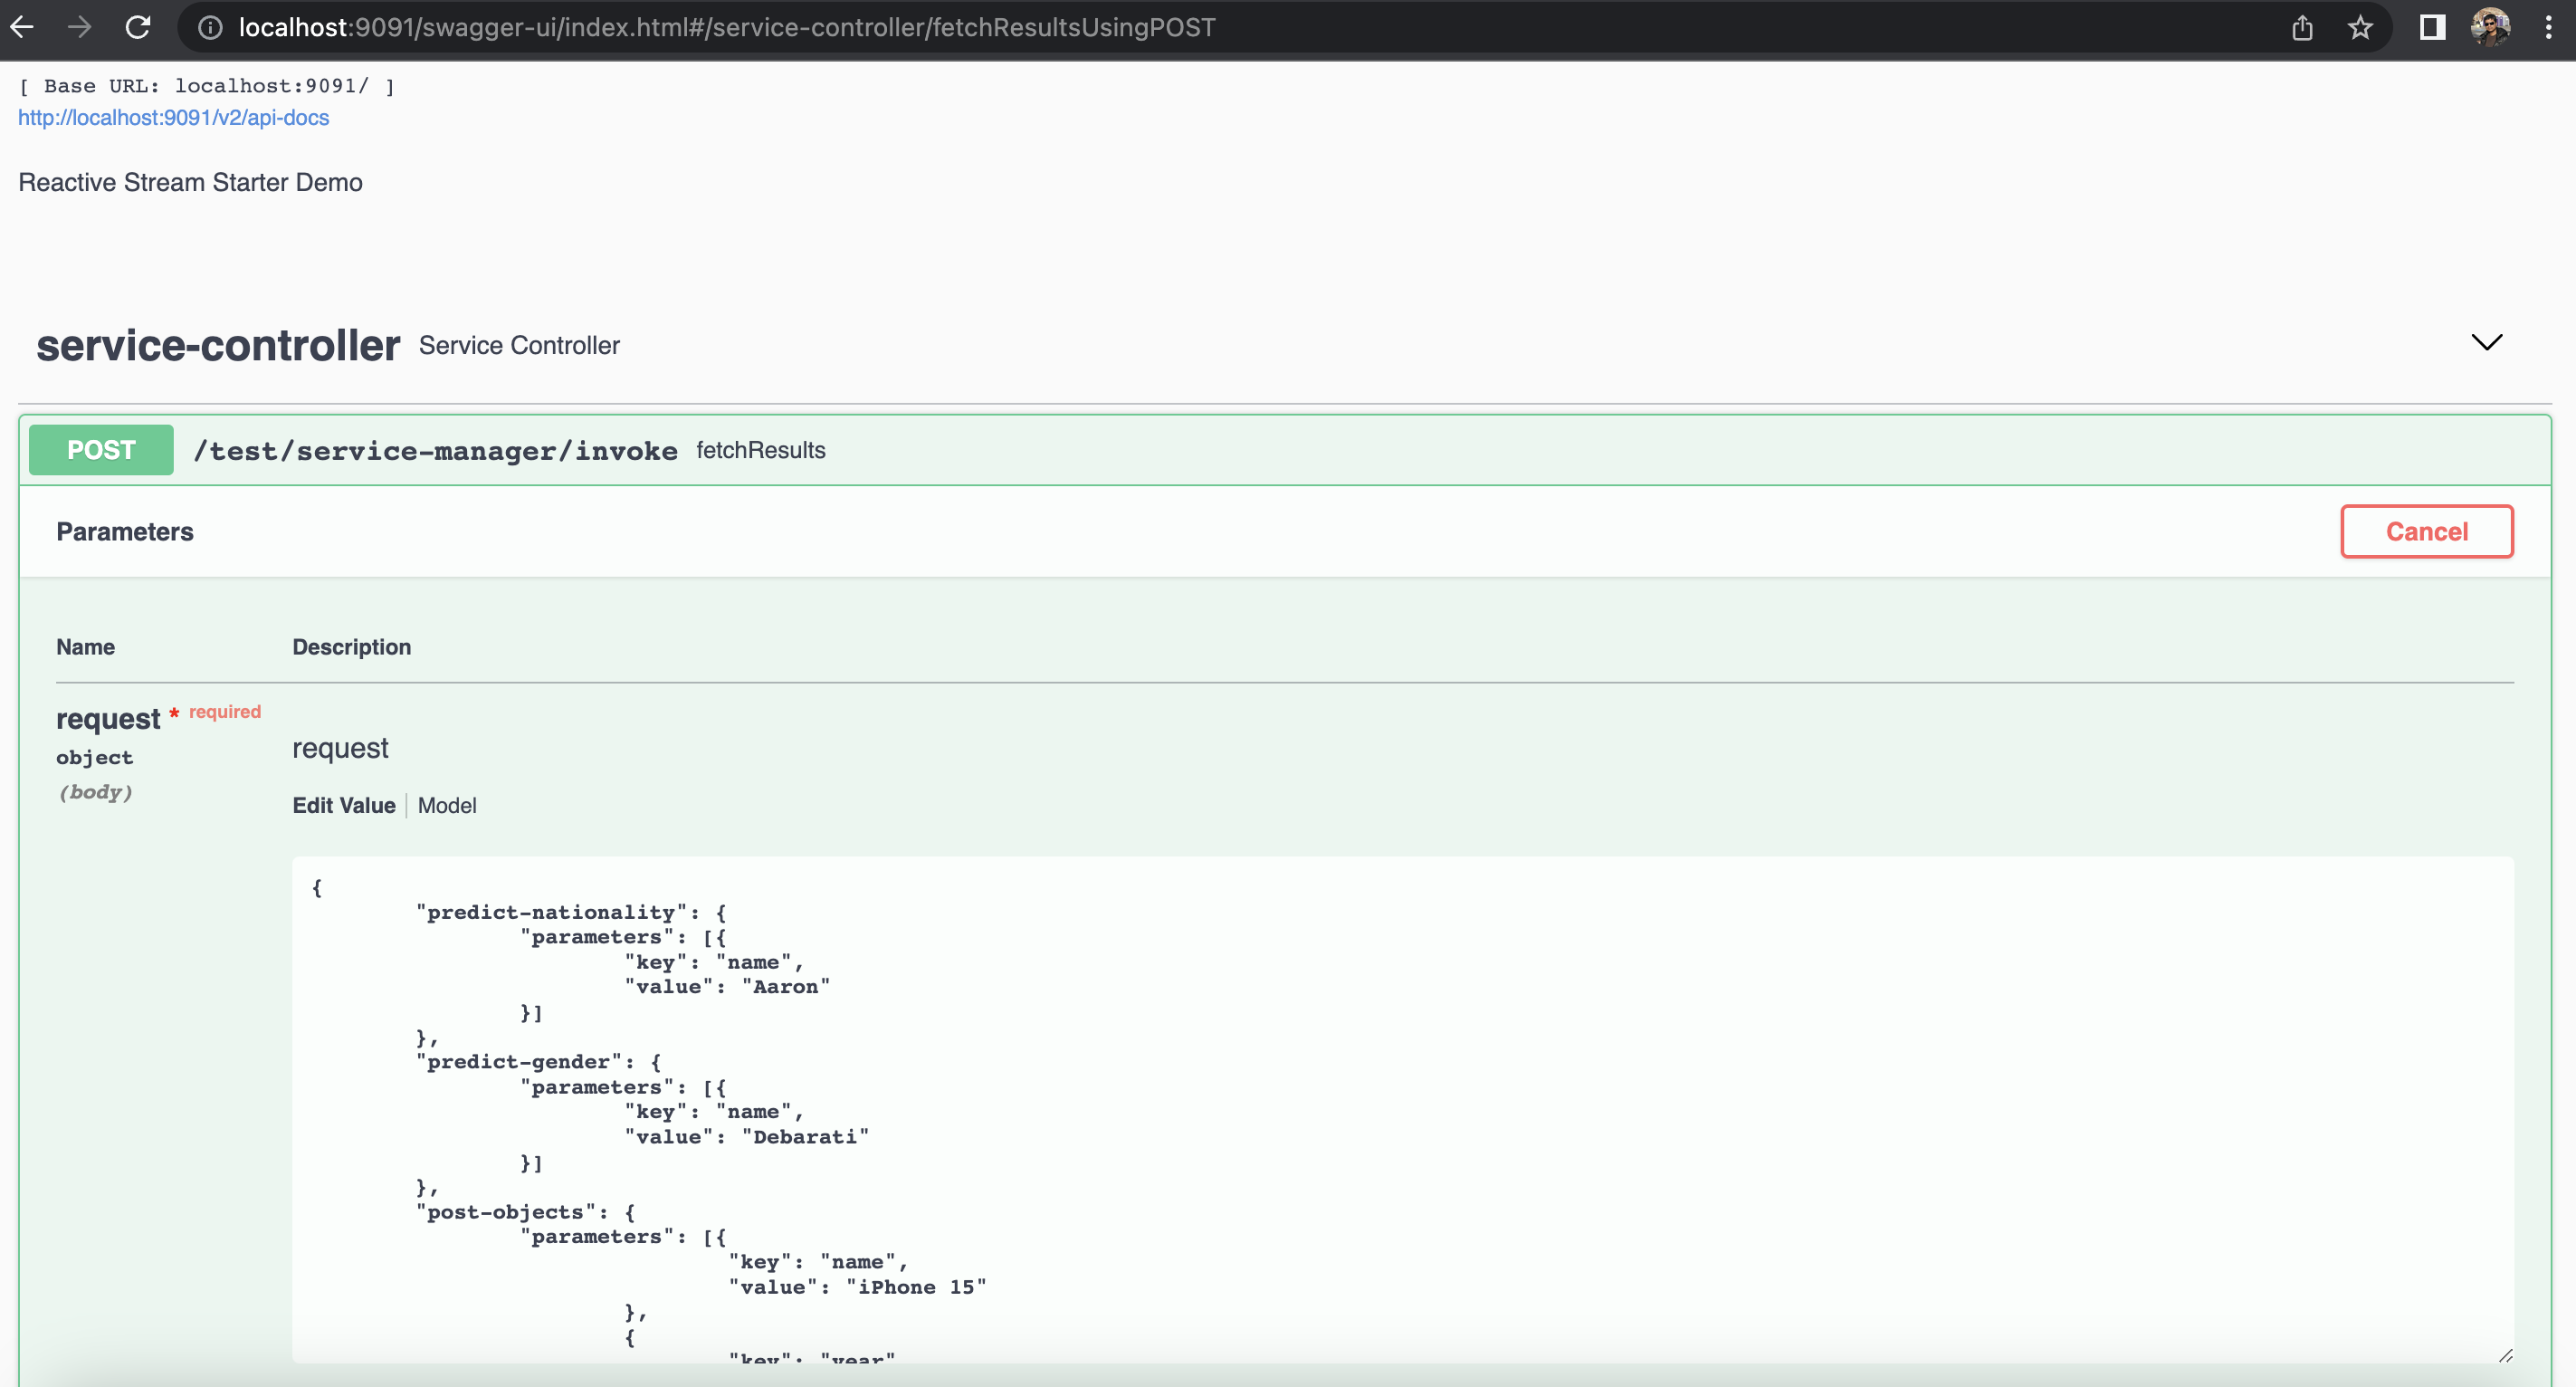 localhost:9091/swagger-ui/index.html#/service-controller/fetchResultsUsingPOST
[ Base URL: localhost:9091/ ]
http://localhost:9091/v2/api-docs
Reactive Stream Starter Demo
service-controller Service Controller
POST /test/service-manager/invoke fetchResults
Parameters Cancel
Name Description
request * required
object
(body)
request
Edit Value | Model
{
"predict-nationality": {
"parameters": [{
"key": "name",
"value": "Aaron"
}]
},
"predict-gender": {
"parameters": [{
"key": "name",
"value": "Debarati"
}]
},
"post-objects": {
"parameters": [{
"key": "name",
"value": "iPhone 15"
},
{
"key": "year"